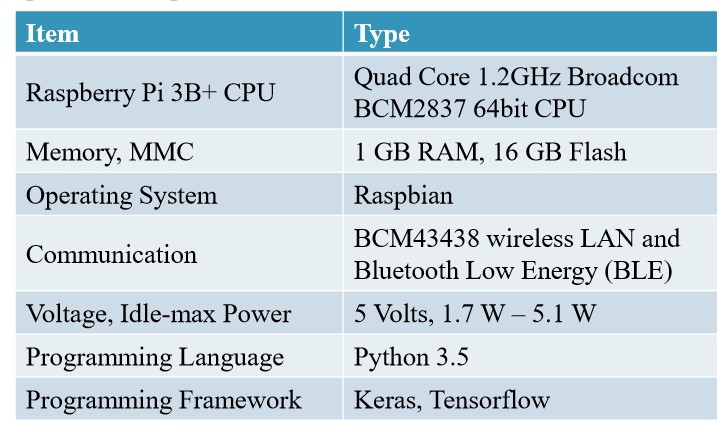 Item Type
Raspberry Pi 3B+ CPU Quad Core 1.2GHz Broadcom
BCM2837 64bit CPU
Memory, MMC 1 GB RAM, 16 GB Flash
Operating System Raspbian
Communication BCM43438 wireless LAN and
Bluetooth Low Energy (BLE)
Voltage, Idle-max Power 5 Volts, 1.7 W – 5.1 W
Programming Language Python 3.5
Programming Framework Keras, Tensorflow